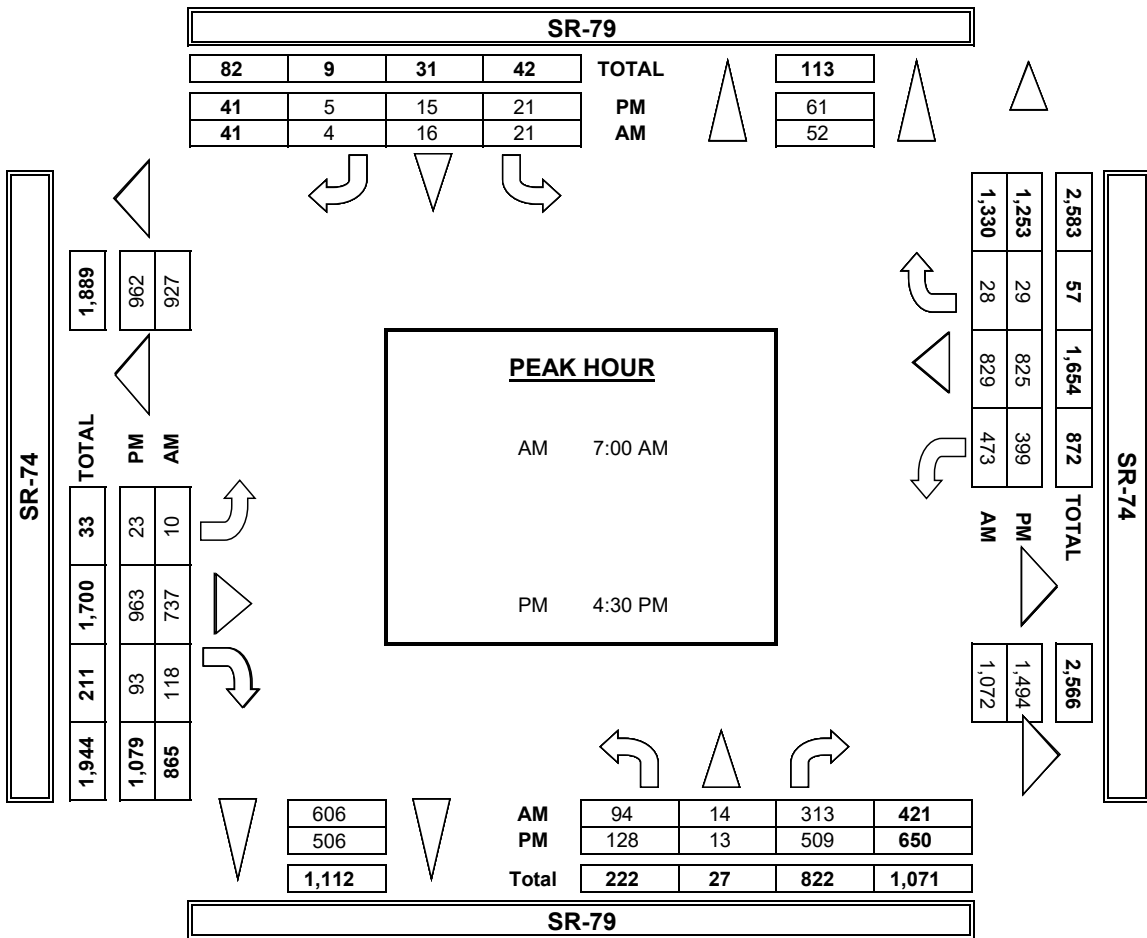 SR-79
82 9 31 42 TOTAL 113
41 5 15 21 PM 61
41 4 16 21 AM 52
SR-74
1,889
962
927
TOTAL
PM
AM
33 1,700 211 1,944
23 963 93 1,079
10 737 118 865
PEAK HOUR
AM 7:00 AM
PM 4:30 PM
2,583 57 1,654 872 TOTAL 2,566
1,253 29 825 399 PM 1,494
1,330 28 829 473 AM 1,072
SR-74
606 AM 94 14 313 421
506 PM 128 13 509 650
1,112 Total 222 27 822 1,071
SR-79